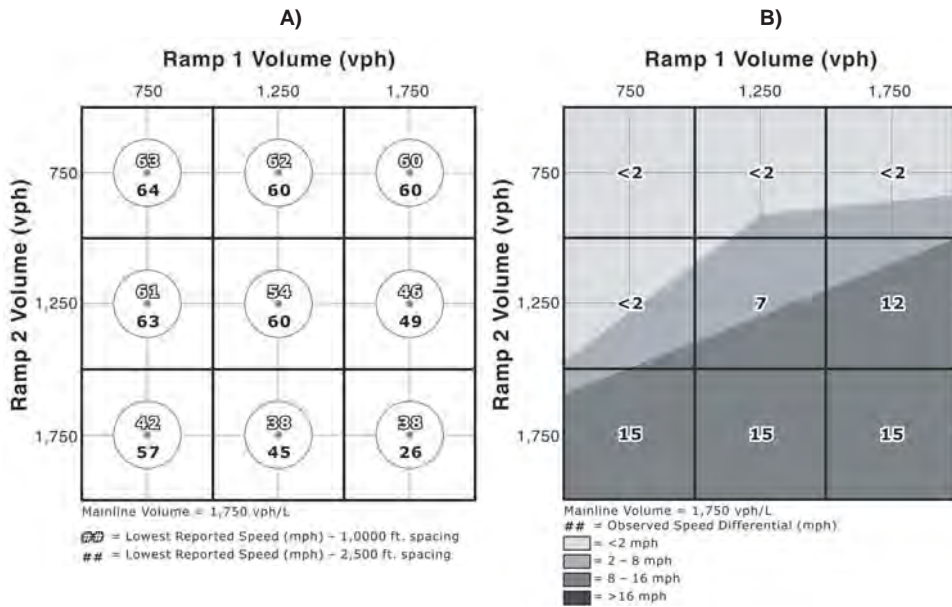 A)
Ramp 1 Volume (vph)
750 1,250 1,750
Ramp 2 Volume (vph)
750
63 62 60
64 60 60
1,250
61 54 46
63 60 49
1,750
42 38 38
57 45 26
Mainline Volume = 1,750 vph/L
## = Lowest Reported Speed (mph) – 1,0000 ft. spacing
## = Lowest Reported Speed (mph) – 2,500 ft. spacing
B)
Ramp 1 Volume (vph)
750 1,250 1,750
Ramp 2 Volume (vph)
750 <2 <2 <2
1,250 <2 7 12
1,750 15 15 15
Mainline Volume = 1,750 vph/L
## = Observed Speed Differential (mph)
= <2 mph
= 2 – 8 mph
= 8 – 16 mph
= >16 mph